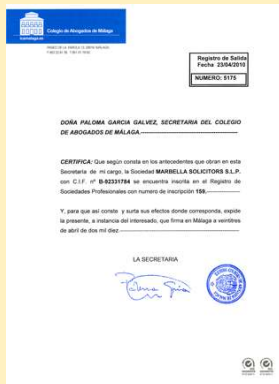 Colegio de Abogados de Málaga
Registro de Salida
Fecha 23/04/2010
NUMERO: 5175
DOÑA PALOMA GARCIA GALVEZ, SECRETARIA DEL COLEGIO
DE ABOGADOS DE MÁLAGA.
CERTIFICA: Que según consta en los antecedentes que obran en esta
Secretaría de mi cargo, la Sociedad MARBELLA SOLICITORS S.L.P.
con C.I.F. nº B-92331784 se encuentra inscrita en el Registro de
Sociedades Profesionales con numero de inscripción 159,
Y, para que así conste y surta sus efectos donde corresponda, expide
la presente, a instancia del interesado, que firma en Málaga a veintitres
de abril de dos mil diez.
LA SECRETARIA